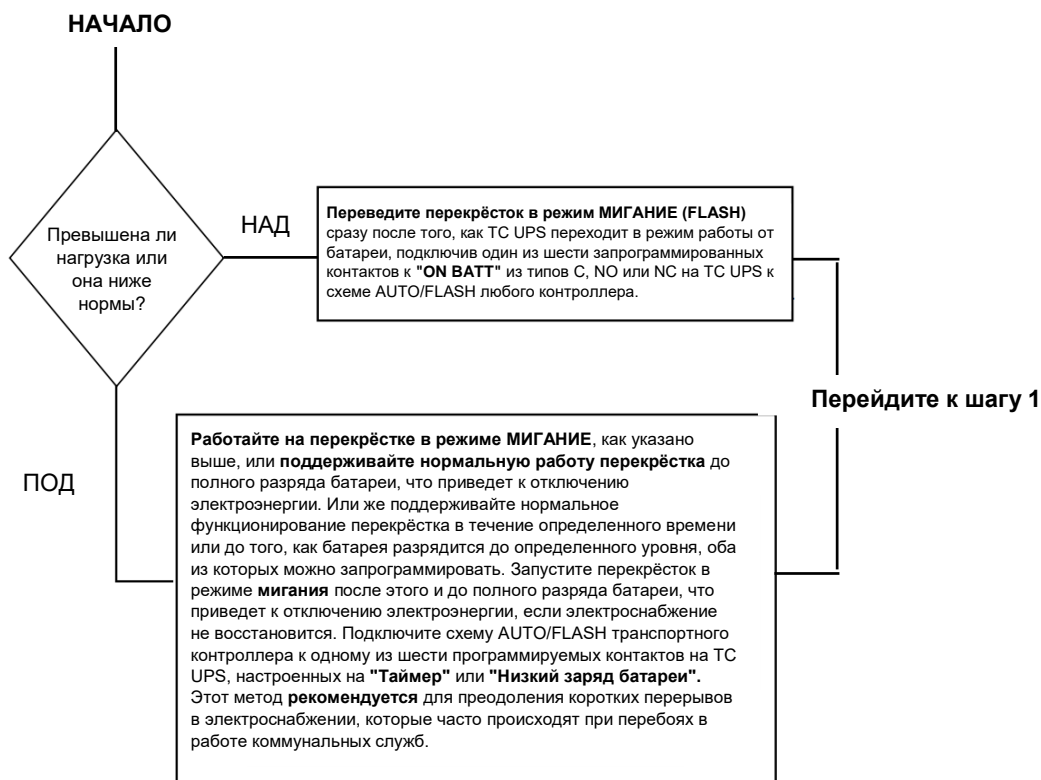 НАЧАЛО
Превышена ли
нагрузка или
она ниже
нормы?
НАД
Переведите перекрёсток в режим МИГАНИЕ (FLASH)
сразу после того, как TC UPS переходит в режим работы от
батареи, подключив один из шести запрограммированных
контактов к "ON BATT" из типов C, NO или NC на TC UPS к
схеме AUTO/FLASH любого контроллера.
Перейдите к шагу 1
ПОД
Работайте на перекрёстке в режиме МИГАНИЕ, как указано
выше, или поддерживайте нормальную работу перекрёстка до
полного разряда батареи, что приведет к отключению
электроэнергии. Или же поддерживайте нормальное
функционирование перекрёстка в течение определенного времени
или до того, как батарея разрядится до определенного уровня, оба
из которых можно запрограммировать. Запустите перекрёсток в
режиме мигания после этого и до полного разряда батареи, что
приведет к отключению электроэнергии, если электроснабжение
не восстановится. Подключите схему AUTO/FLASH транспортного
контроллера к одному из шести программируемых контактов на TC
UPS, настроенных на "Таймер" или "Низкий заряд батареи".
Этот метод рекомендуется для преодоления коротких перерывов
в электроснабжении, которые часто происходят при перебоях в
работе коммунальных служб.